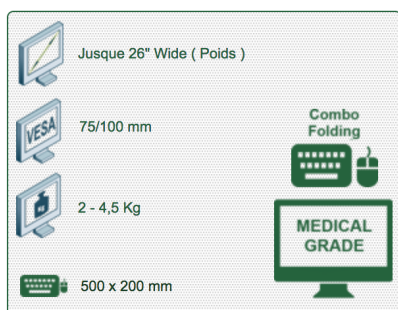 Jusque 26" Wide ( Poids )
VESA
75/100 mm
KG
2 - 4,5 Kg
500 x 200 mm
Combo
Folding
MEDICAL
GRADE